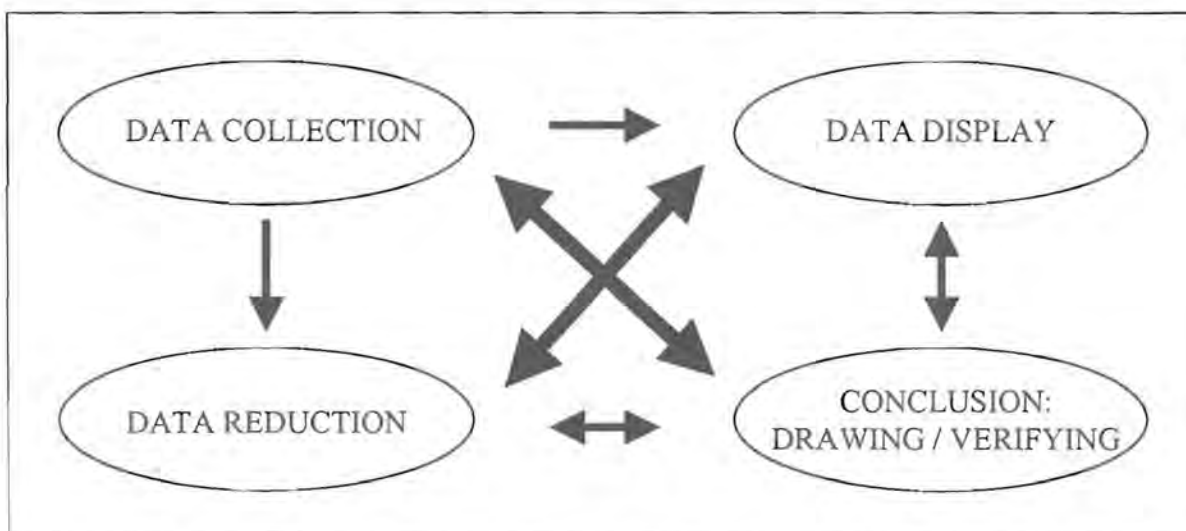 DATA COLLECTION
DATA DISPLAY
DATA REDUCTION
CONCLUSION:
DRAWING / VERIFYING